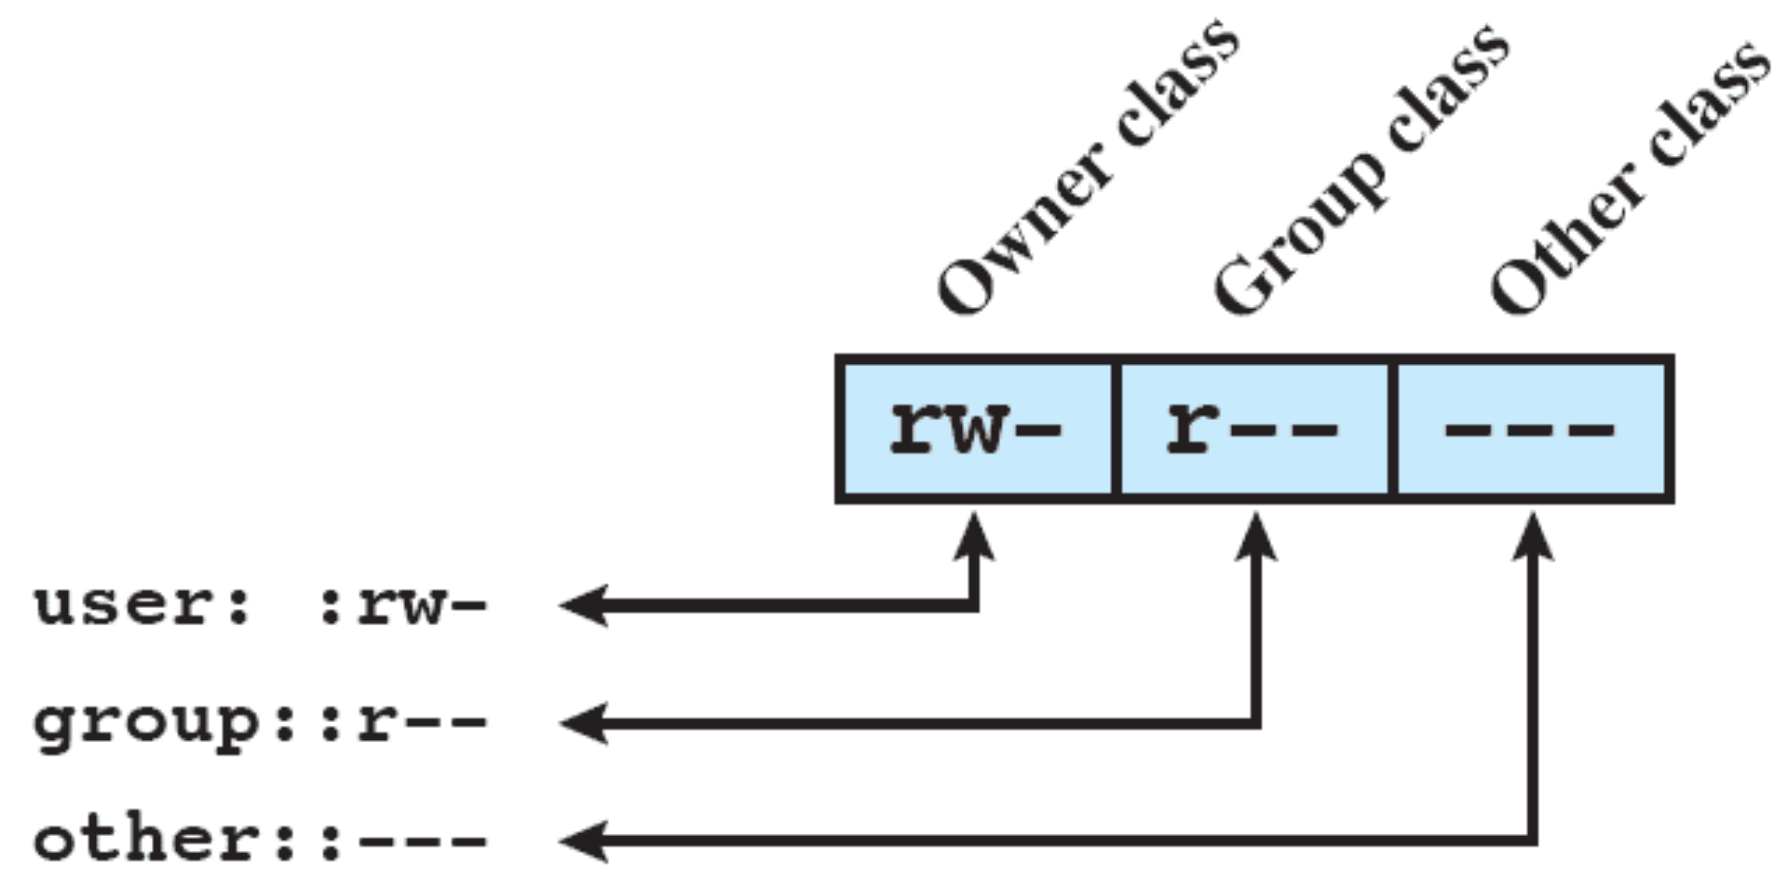 Owner class
Group class
Other class
rw-
r--
---
user: :rw-
group::r--
other::---